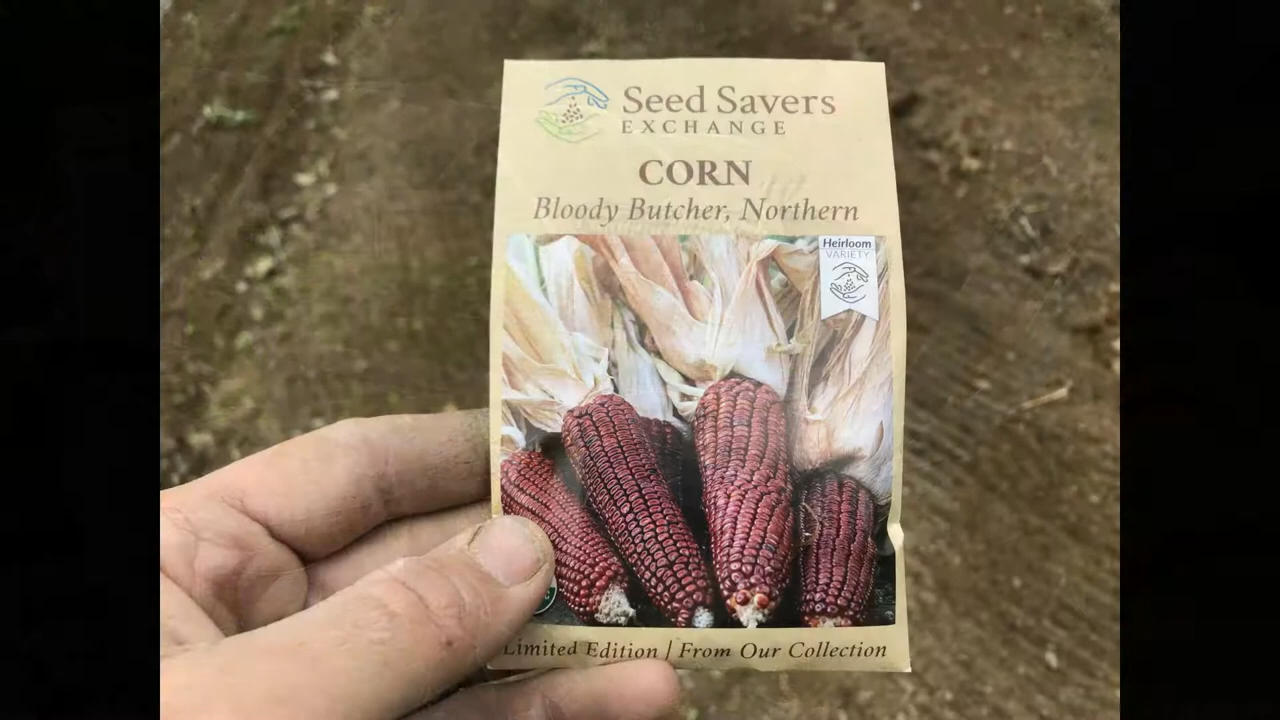 Seed Savers
EXCHANGE
CORN
Bloody Butcher, Northern
Heirloom
VARIETY
Limited Edition / From Our Collection